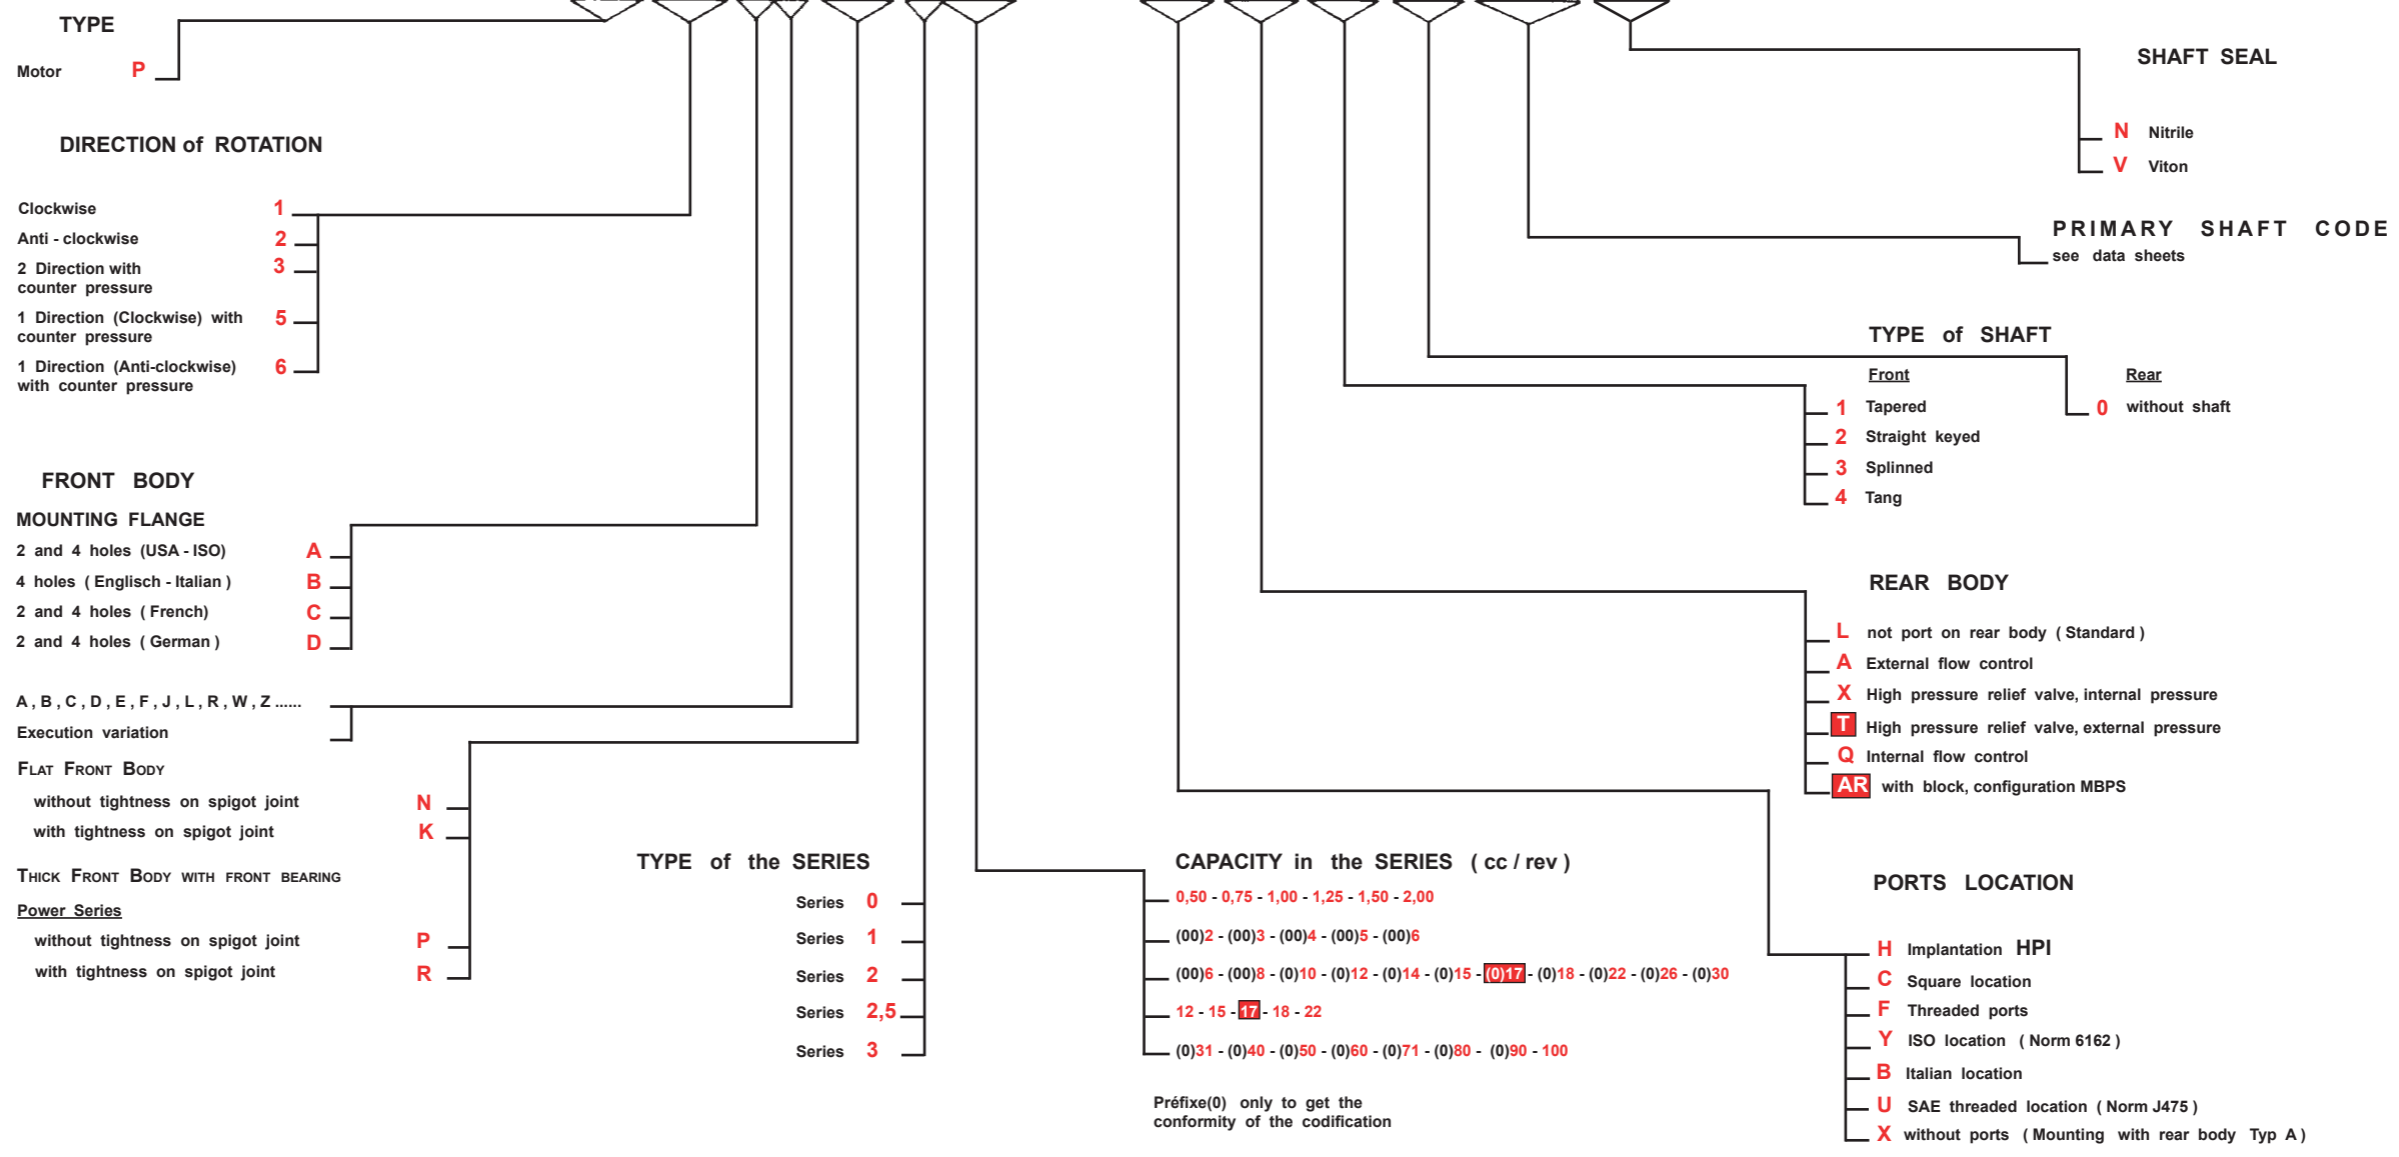 TYPE
Motor P
DIRECTION of ROTATION
Clockwise 1
Anti - clockwise 2
2 Direction with 3
counter pressure
1 Direction (Clockwise) with 5
counter pressure
1 Direction (Anti-clockwise) 6
with counter pressure
FRONT BODY
MOUNTING FLANGE
2 and 4 holes (USA - ISO) A
4 holes ( Englisch - Italian ) B
2 and 4 holes ( French) C
2 and 4 holes ( German ) D
A , B , C , D , E , F , J , L , R , W , Z ......
Execution variation
FLAT FRONT BODY
without tightness on spigot joint N
with tightness on spigot joint K
THICK FRONT BODY WITH FRONT BEARING
Power Series
without tightness on spigot joint P
with tightness on spigot joint R
TYPE of the SERIES
Series 0
Series 1
Series 2
Series 2,5
Series 3
CAPACITY in the SERIES ( cc / rev )
0,50 - 0,75 - 1,00 - 1,25 - 1,50 - 2,00
(00)2 - (00)3 - (00)4 - (00)5 - (00)6
(00)6 - (00)8 - (0)10 - (0)12 - (0)14 - (0)15 - (0)17 - (0)18 - (0)22 - (0)26 - (0)30
12 - 15 - 17 - 18 - 22
(0)31 - (0)40 - (0)50 - (0)60 - (0)71 - (0)80 - (0)90 - 100
Préfixe(0) only to get the
conformity of the codification
SHAFT SEAL
N Nitrile
V Viton
PRIMARY SHAFT CODE
see data sheets
TYPE of SHAFT
Front Rear
1 Tapered 0 without shaft
2 Straight keyed
3 Splinned
4 Tang
REAR BODY
L not port on rear body ( Standard )
A External flow control
X High pressure relief valve, internal pressure
T High pressure relief valve, external pressure
Q Internal flow control
AR with block, configuration MBPS
PORTS LOCATION
H Implantation HPI
C Square location
F Threaded ports
Y ISO location ( Norm 6162 )
B Italian location
U SAE threaded location ( Norm J475 )
X without ports ( Mounting with rear body Typ A )